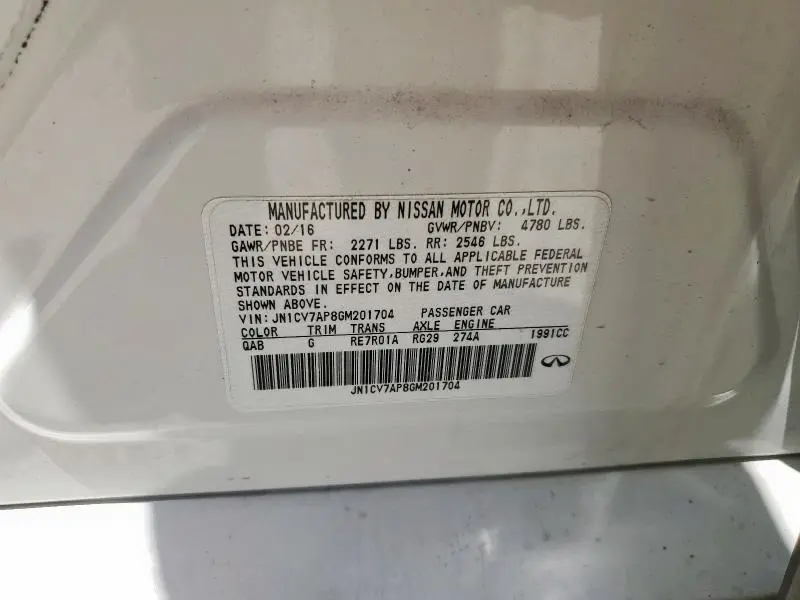 MANUFACTURED BY NISSAN MOTOR CO.,LTD.
DATE: 02/16 GVWR/PNBV: 4780 LBS.
GAWR/PNBE FR: 2271 LBS. RR: 2546 LBS.
THIS VEHICLE CONFORMS TO ALL APPLICABLE FEDERAL
MOTOR VEHICLE SAFETY,BUMPER,AND THEFT PREVENTION
STANDARDS IN EFFECT ON THE DATE OF MANUFACTURE
SHOWN ABOVE.
VIN: JN1CV7AP8GM201704 PASSENGER CAR
COLOR TRIM TRANS AXLE ENGINE
QAB G RE7R01A RG29 274A 1991CC
JN1CV7AP8GM201704